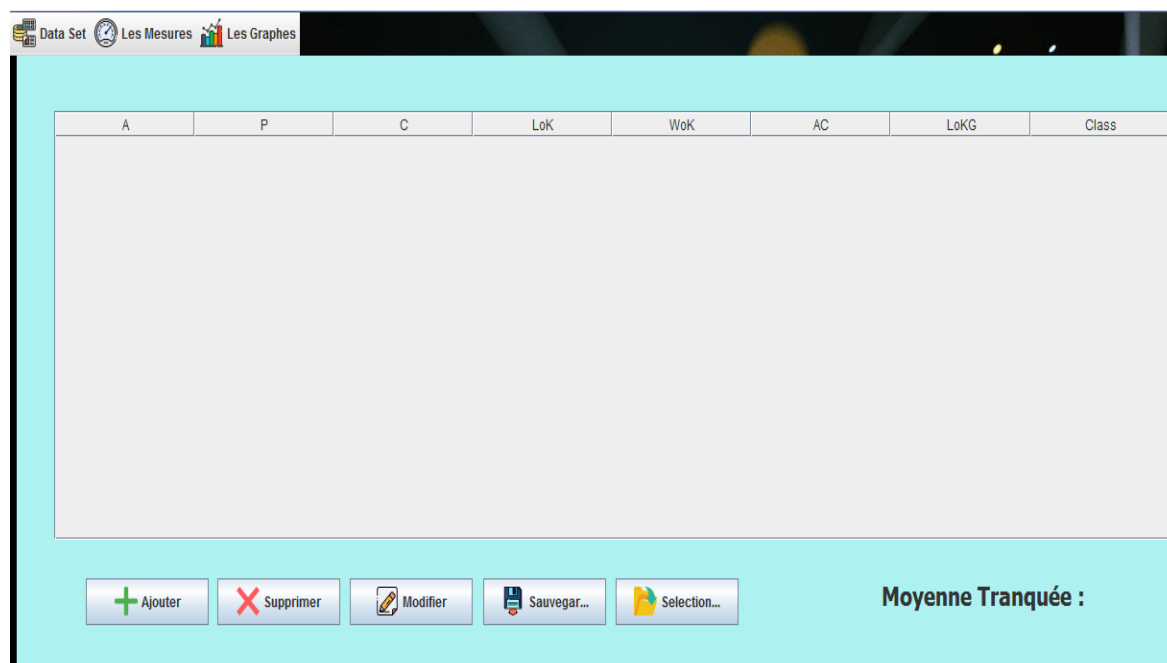 Data Set Les Mesures Les Graphes
A P C LoK WoK AC LoKG Class
Ajouter Supprimer Modifier Sauvegar... Selection... Moyenne Tranquée :